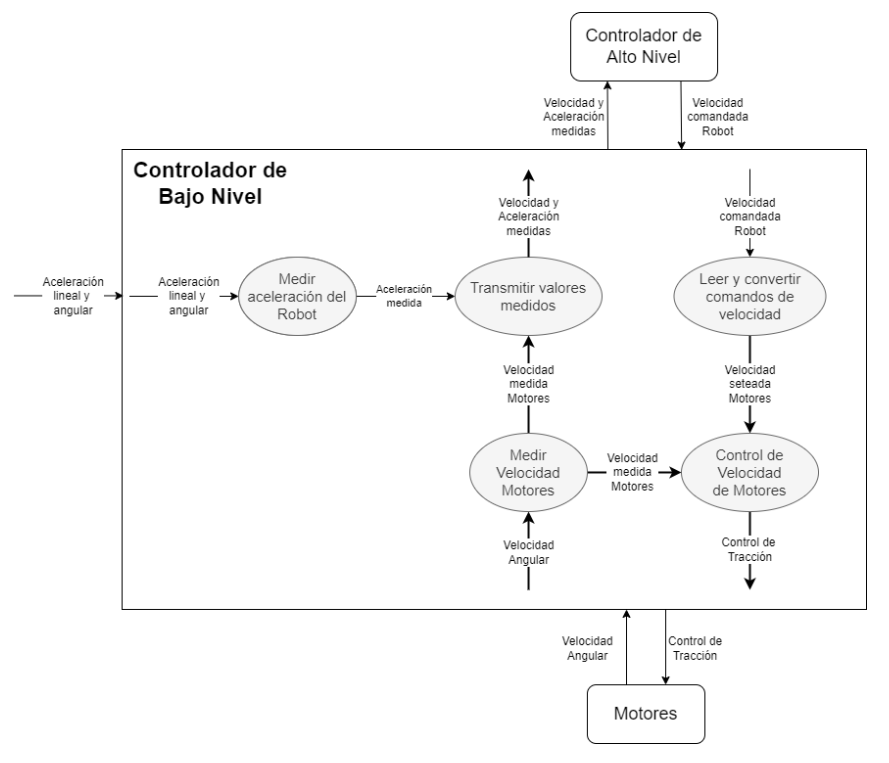 Controlador de
Alto Nivel
Velocidad y
Aceleración
medidas
Velocidad
comandada
Robot
Controlador de
Bajo Nivel
Velocidad y
Aceleración
medidas
Velocidad
comandada
Robot
Aceleración
lineal y
angular
Aceleración
lineal y
angular
Medir
aceleración del
Robot
Aceleración
medida
Transmitir valores
medidos
Leer y convertir
comandos de
velocidad
Velocidad
medida
Motores
Velocidad
seteada
Motores
Medir
Velocidad
Motores
Velocidad
medida
Motores
Control de
Velocidad
de Motores
Velocidad
Angular
Control de
Tracción
Velocidad
Angular
Control de
Tracción
Motores